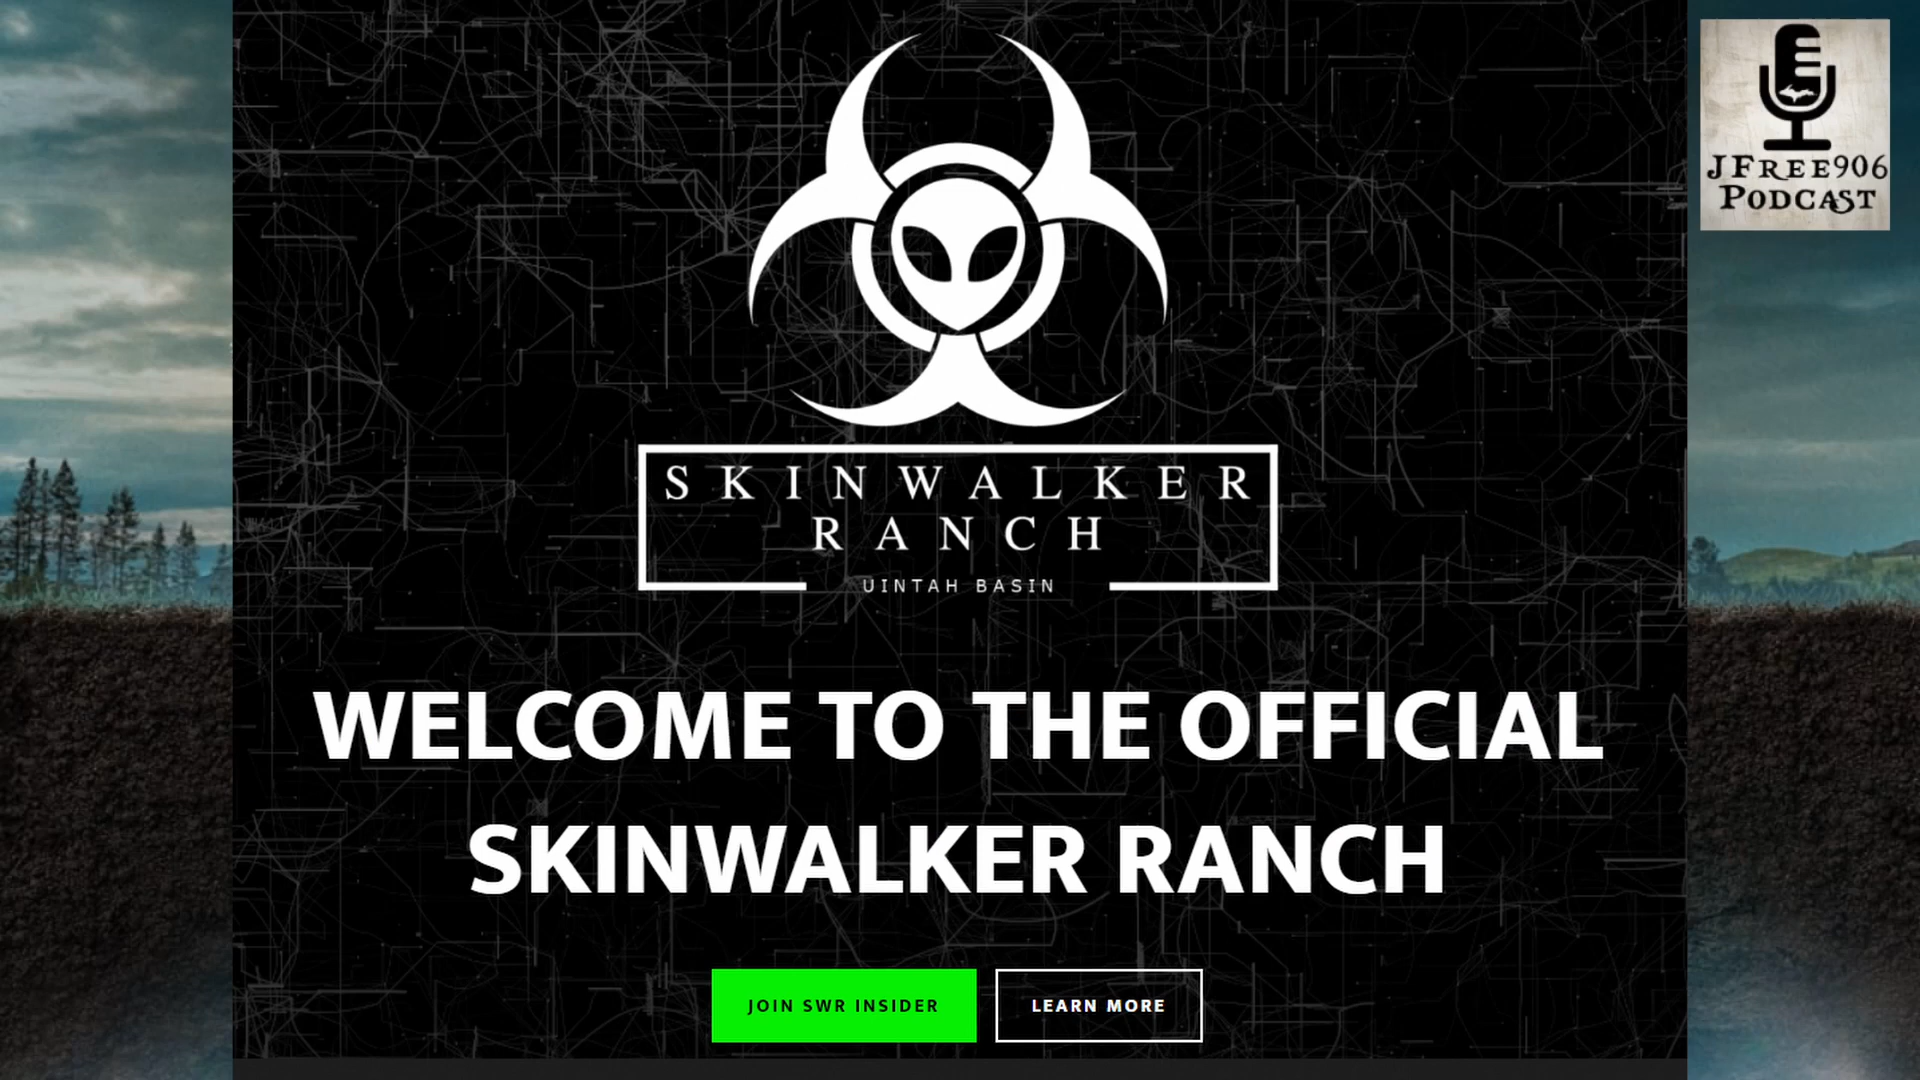 JFREE906
PODCAST
SKINWALKER
RANCH
UINTAH BASIN
WELCOME TO THE OFFICIAL
SKINWALKER RANCH
JOIN SWR INSIDER
LEARN MORE